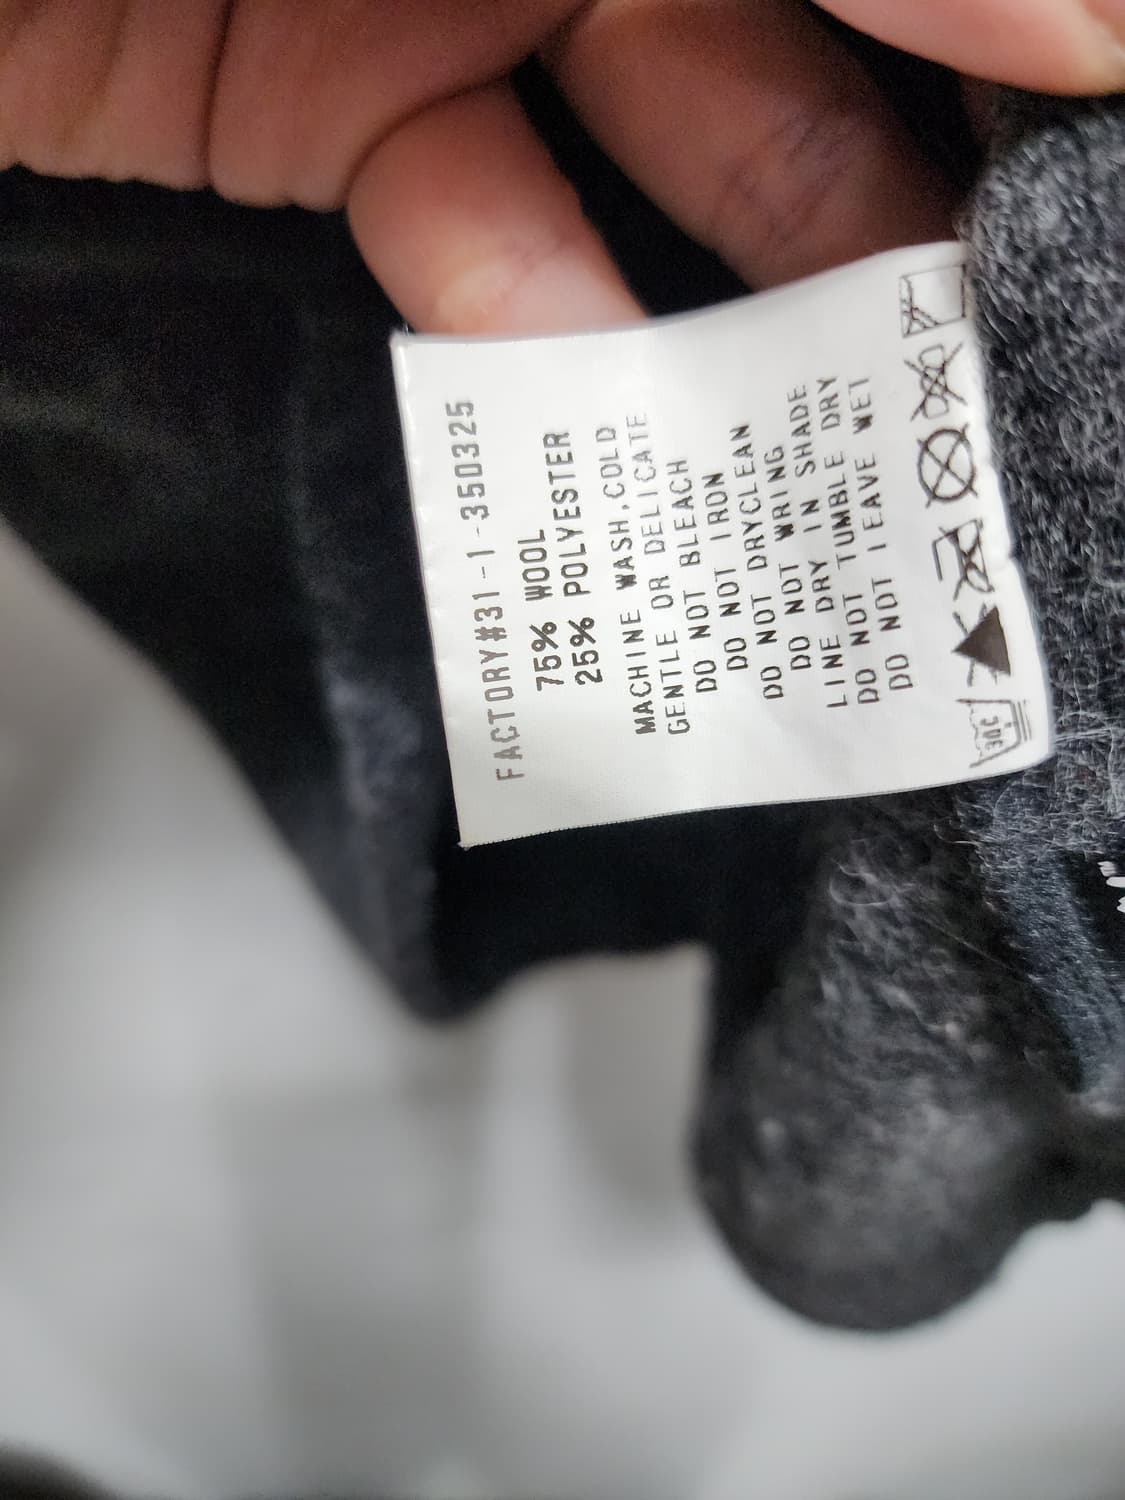 FACTORY#31-1-350325
75% WOOL
25% POLYESTER
MACHINE WASH,COLD
GENTLE OR DELICATE
DO NOT BLEACH
DO NOT IRON
DO NOT DRYCLEAN
DO NOT WRING
LINE DRY IN SHADE
DO NOT TUMBLE DRY
DO NOT LEAVE WET
30C